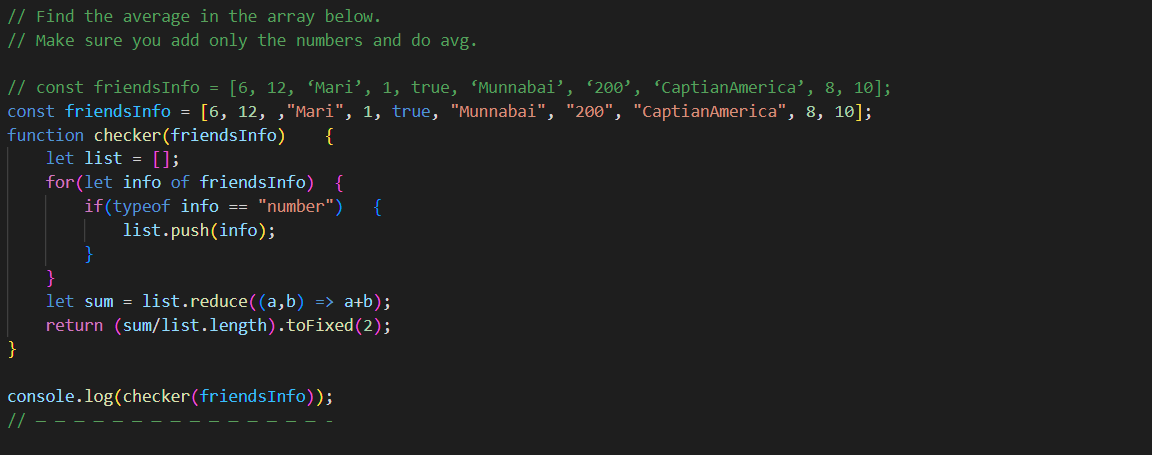 // Find the average in the array below.
// Make sure you add only the numbers and do avg.
// const friendsInfo = [6, 12, ‘Mari’, 1, true, ‘Munnabai’, ‘200’, ‘CaptianAmerica’, 8, 10];
const friendsInfo = [6, 12, ,"Mari", 1, true, "Munnabai", "200", "CaptianAmerica", 8, 10];
function checker(friendsInfo)    {
    let list = [];
    for(let info of friendsInfo)  {
        if(typeof info == "number")   {
            list.push(info);
        }
    }
    let sum = list.reduce((a,b) => a+b);
    return (sum/list.length).toFixed(2);
}
console.log(checker(friendsInfo));
// — — — — — — — — — — — — — — — -